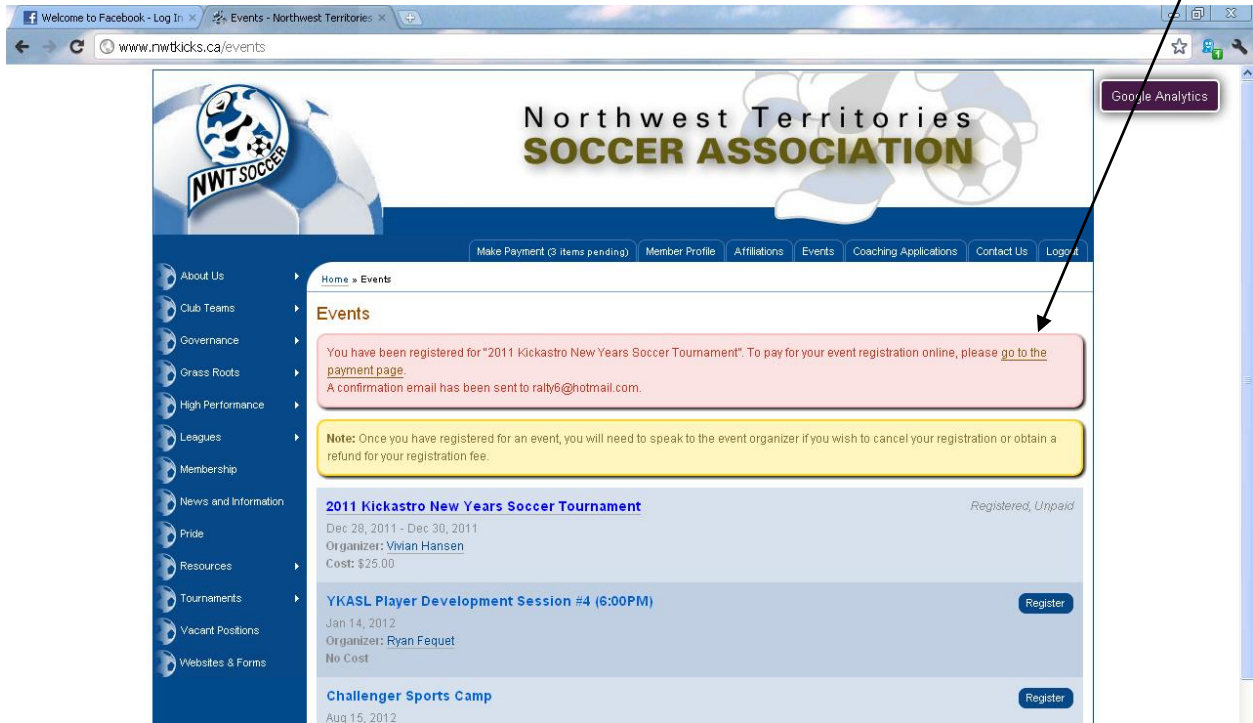 Welcome to Facebook - Log In
Events - Northwest Territories
www.nwtkicks.ca/events
Google Analytics
NWT SOCCER
Northwest Territories
SOCCER ASSOCIATION
Make Payment (3 items pending) Member Profile Affiliations Events Coaching Applications Contact Us Logout
About Us
Club Teams
Governance
Grass Roots
High Performance
Leagues
Membership
News and Information
Pride
Resources
Tournaments
Vacant Positions
Websites & Forms
Home » Events
Events
You have been registered for "2011 Kickastro New Years Soccer Tournament". To pay for your event registration online, please go to the
payment page.
A confirmation email has been sent to ralty6@hotmail.com.
Note: Once you have registered for an event, you will need to speak to the event organizer if you wish to cancel your registration or obtain a
refund for your registration fee.
2011 Kickastro New Years Soccer Tournament Registered, Unpaid
Dec 28, 2011 - Dec 30, 2011
Organizer: Vivian Hansen
Cost: $25.00
YKASL Player Development Session #4 (6:00PM) Register
Jan 14, 2012
Organizer: Ryan Fequet
No Cost
Challenger Sports Camp Register
Aug 15, 2012